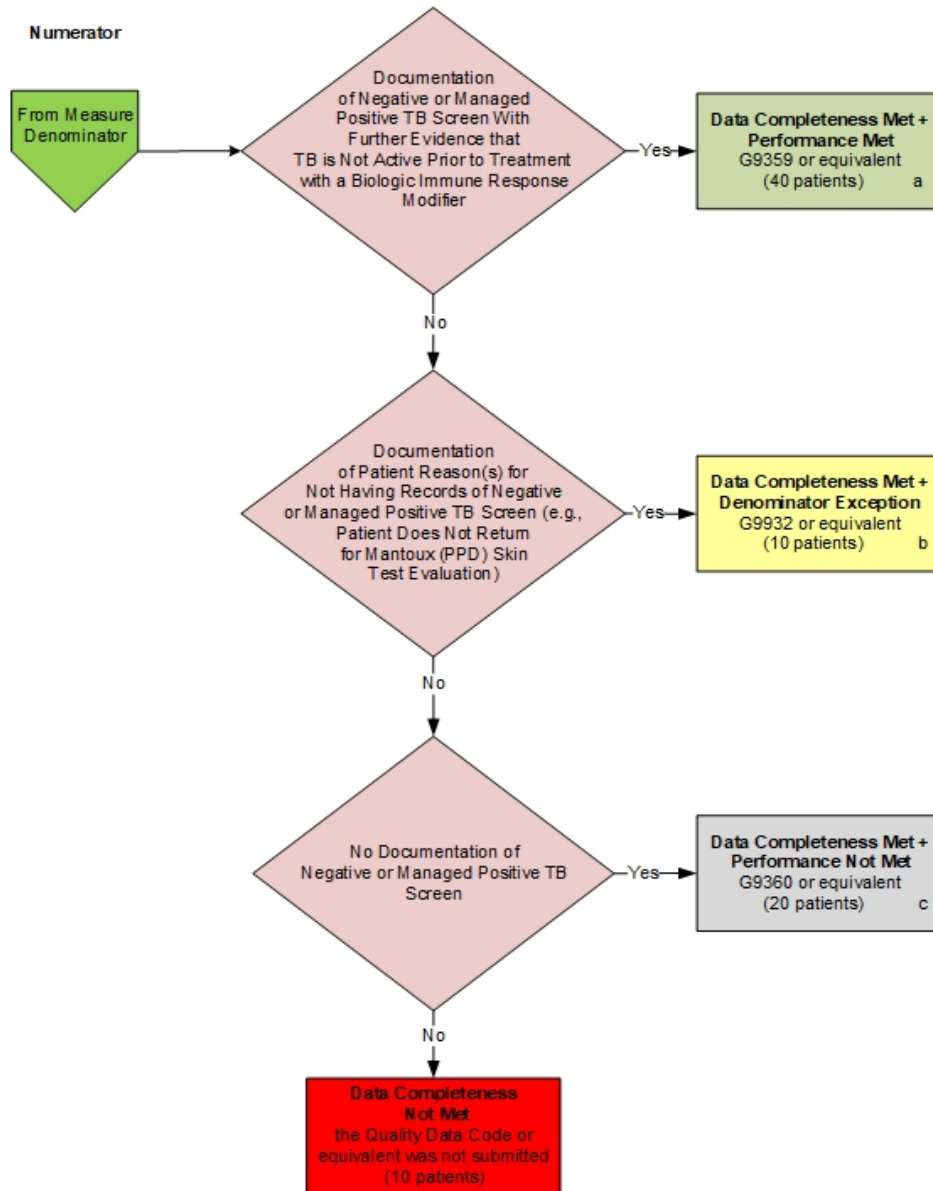 Numerator
From Measure
Denominator
Documentation
of Negative or Managed
Positive TB Screen With
Further Evidence that
TB is Not Active Prior to Treatment
with a Biologic Immune Response
Modifier
Yes
Data Completeness Met +
Performance Met
G9359 or equivalent
(40 patients) a
No
Documentation
of Patient Reason(s) for
Not Having Records of Negative
or Managed Positive TB Screen (e.g.,
Patient Does Not Return
for Mantoux (PPD) Skin
Test Evaluation)
Yes
Data Completeness Met +
Denominator Exception
G9932 or equivalent
(10 patients) b
No
No Documentation of
Negative or Managed Positive TB
Screen
Yes
Data Completeness Met +
Performance Not Met
G9360 or equivalent
(20 patients) c
No
Data Completeness
Not Met
the Quality Data Code or
equivalent was not submitted
(10 patients)